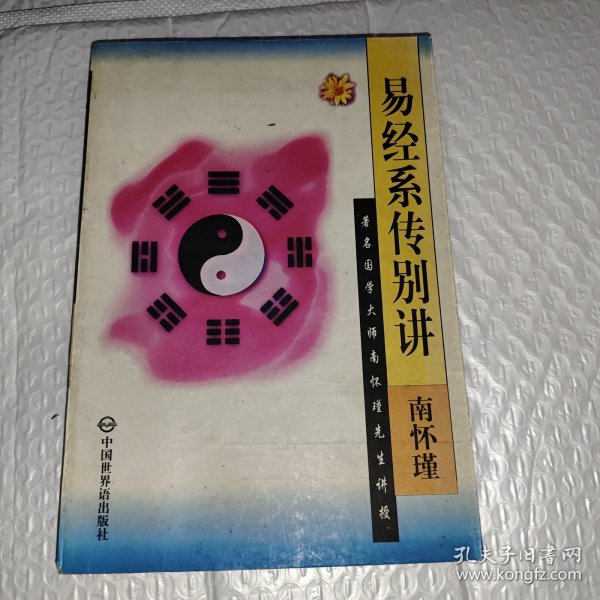 易经系传别讲
南怀瑾
著名国学大师南怀瑾先生讲授
中国世界语出版社
孔夫子旧书网
www.kongfz.com